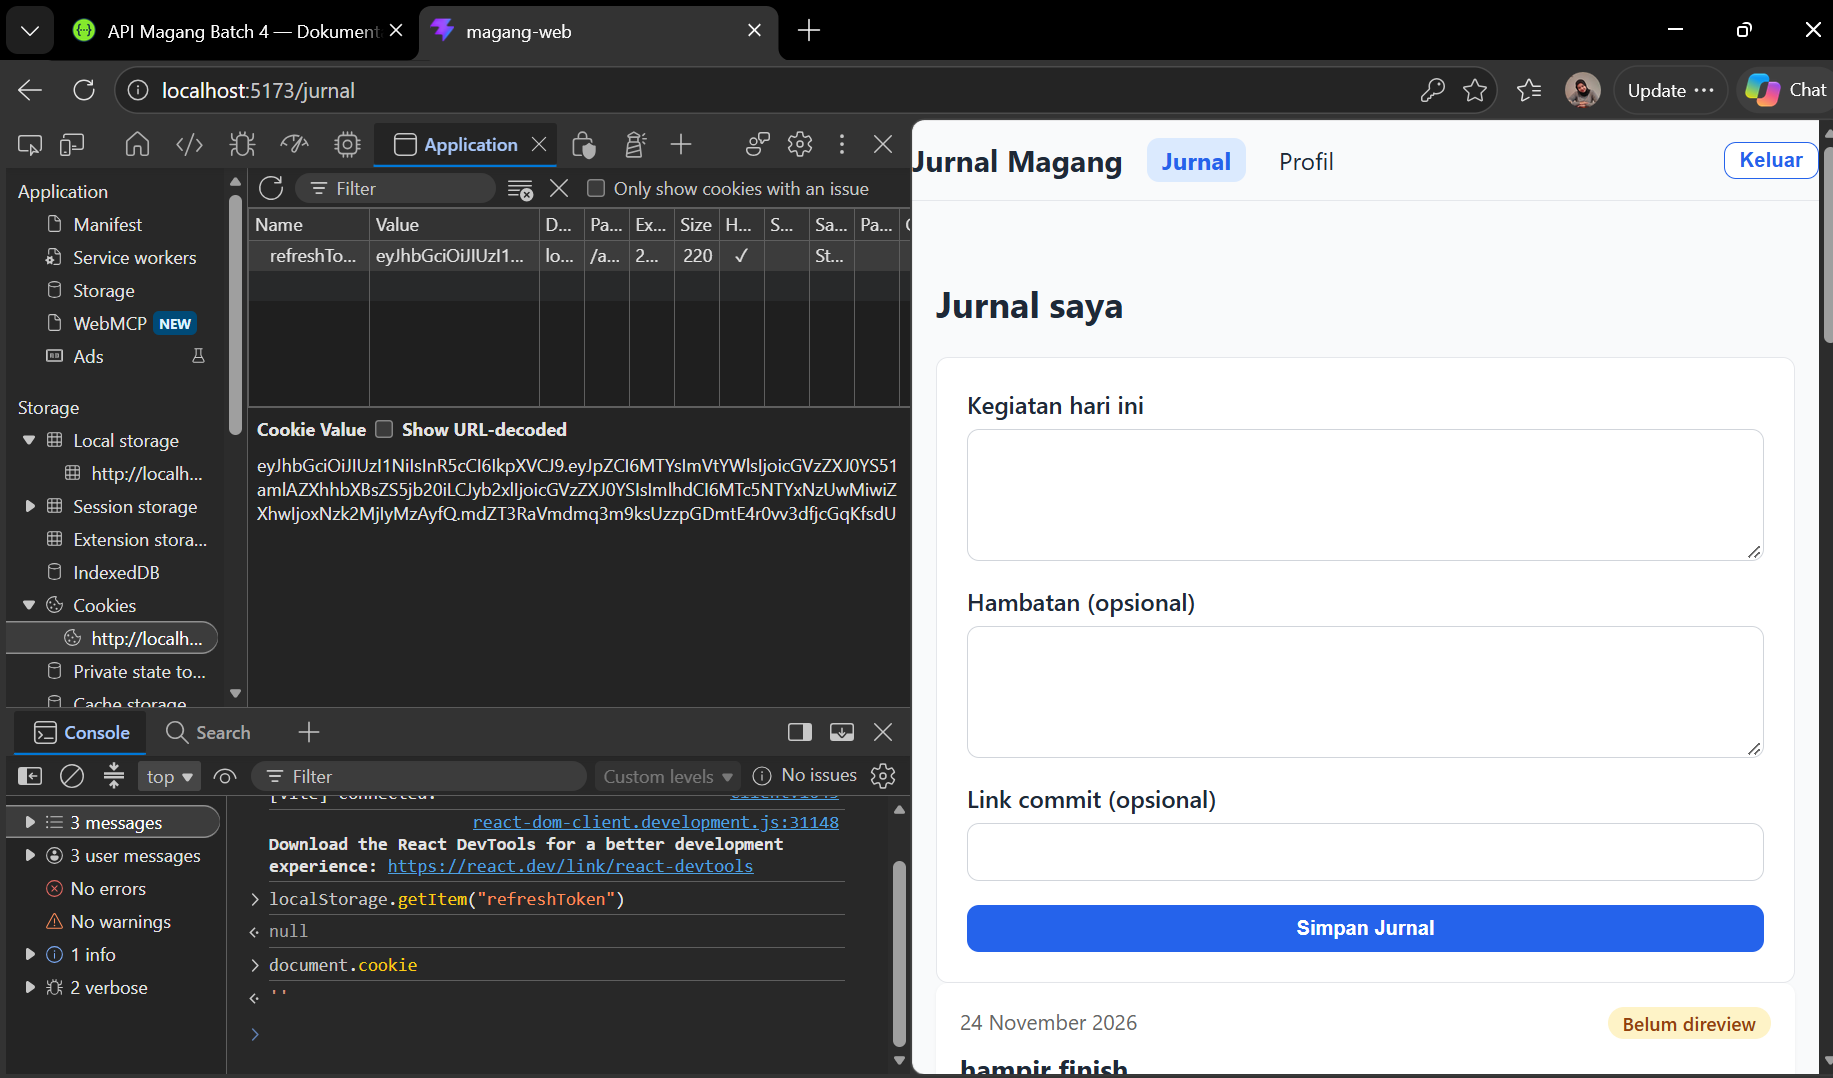 API Magang Batch 4 — Dokument
magang-web
localhost:5173/jurnal
Update
Chat
Application
Application
Manifest
Service workers
Storage
WebMCP NEW
Ads
Storage
Local storage
http://localh...
Session storage
Extension stora...
IndexedDB
Cookies
http://localh...
Private state to...
Cache storage
Filter
Only show cookies with an issue
Name Value D... Pa... Ex... Size H... S... Sa... Pa...
refreshTo... eyJhbGciOiJIUzI1... lo... /a... 2... 220 ✓ St...
Cookie Value Show URL-decoded
eyJhbGciOiJIUzI1NiIsInR5cCI6IkpXVCJ9.eyJpZCI6MTYsImVtYWlsIjoicGVzZXJ0YS51
amlAZXhhbXBsZS5jb20iLCJyb2xlIjoicGVzZXJ0YSIsImlhdCI6MTc5NTYxNzUwMiwiZ
XhwIjoxNzk2MjIyMzAyfQ.mdZT3RaVmdmq3m9ksUzzpGDmtE4r0vv3dfjcGqKfsdU
Console
Search
top
Filter
Custom levels
No issues
3 messages
3 user messages
No errors
No warnings
1 info
2 verbose
[vite] connected.
react-dom-client.development.js:31148
Download the React DevTools for a better development
experience: https://react.dev/link/react-devtools
localStorage.getItem("refreshToken")
null
document.cookie
''
Jurnal Magang
Jurnal
Profil
Keluar
Jurnal saya
Kegiatan hari ini
Hambatan (opsional)
Link commit (opsional)
Simpan Jurnal
24 November 2026
Belum direview
hampir finish